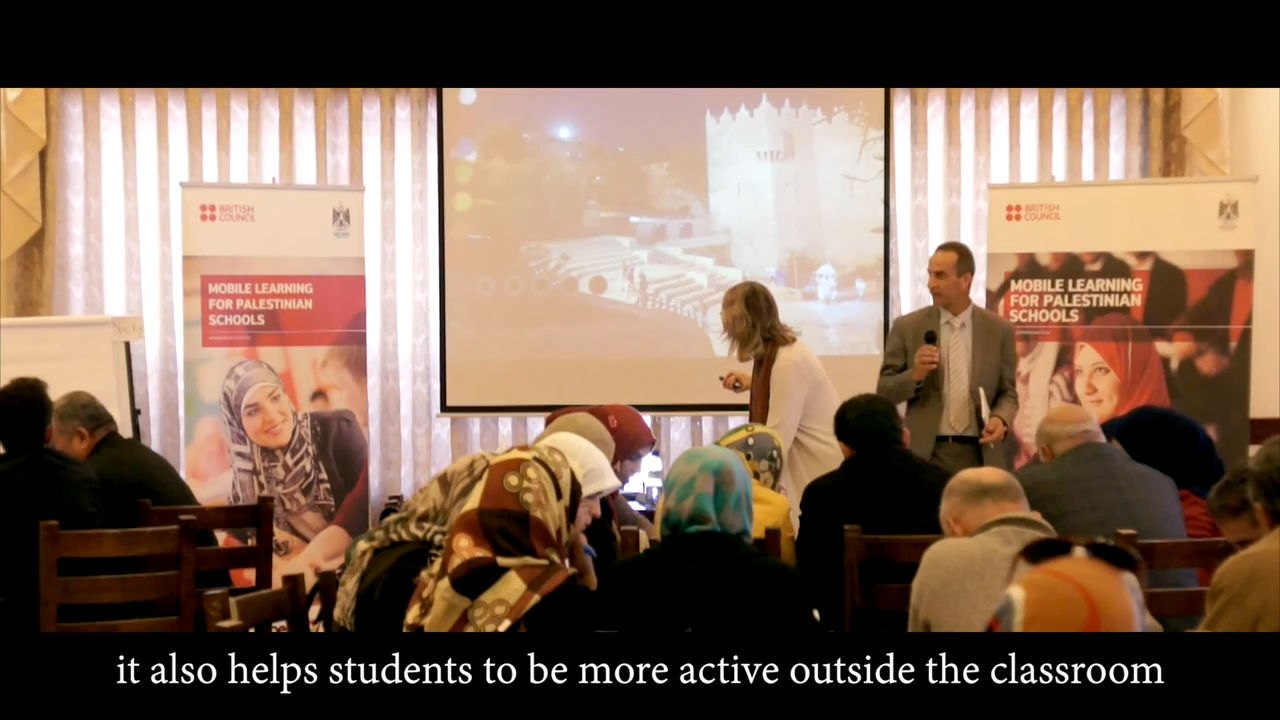 BRITISH
COUNCIL
MOBILE LEARNING
FOR PALESTINIAN
SCHOOLS
BRITISH
COUNCIL
MOBILE LEARNING
FOR PALESTINIAN
SCHOOLS
Nicky
it also helps students to be more active outside the classroom